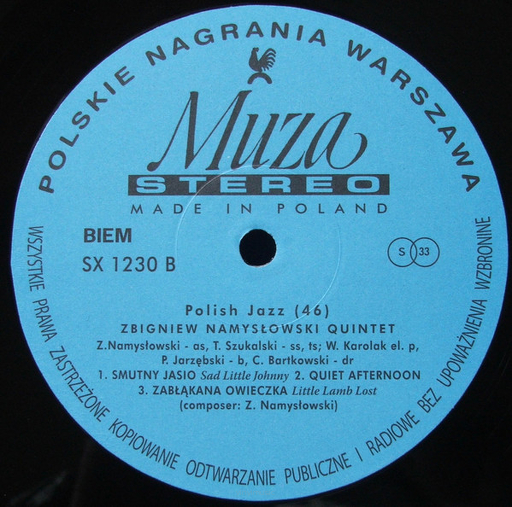 POLSKIE NAGRANIA WARSZAWA
Muza
STEREO
MADE IN POLAND
BIEM
SX 1230 B
S 33
Polish Jazz (46)
ZBIGNIEW NAMYSŁOWSKI QUINTET
Z.Namysłowski - as, T. Szukalski - ss, ts; W. Karolak el. p,
P. Jarzębski - b, C. Bartkowski - dr
1. SMUTNY JASIO Sad Little Johnny 2. QUIET AFTERNOON
3. ZABŁĄKANA OWIECZKA Little Lamb Lost
(composer: Z. Namysłowski)
WSZYSTKIE PRAWA ZASTRZEŻONE KOPIOWANIE ODTWARZANIE PUBLICZNE I RADIOWE BEZ UPOWAŻNIENIA WZBRONINE